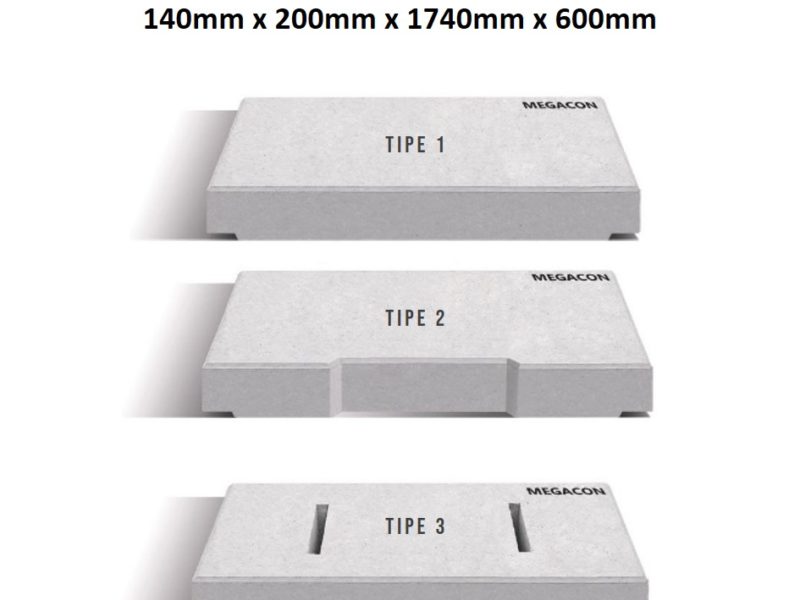 140mm x 200mm x 1740mm x 600mm
MEGACON
TIPE 1
MEGACON
TIPE 2
MEGACON
TIPE 3